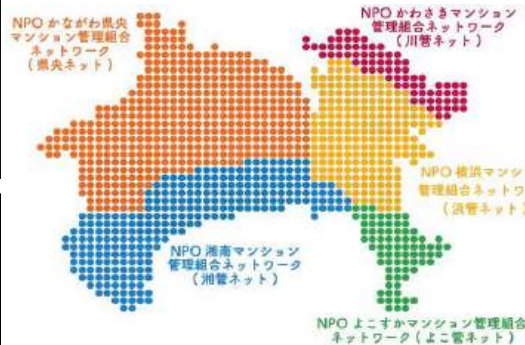 NPO かながわ県央
マンション管理組合
ネットワーク
（県央ネット）
NPO かわさきマンション
管理組合ネットワーク
（川管ネット）
NPO 横浜マンシ
管理組合ネットワ
（浜管ネット）
NPO 湘南マンション
管理組合ネットワーク
（湘管ネット）
NPO よこすかマンション管理組合
ネットワーク（よこ管ネット）